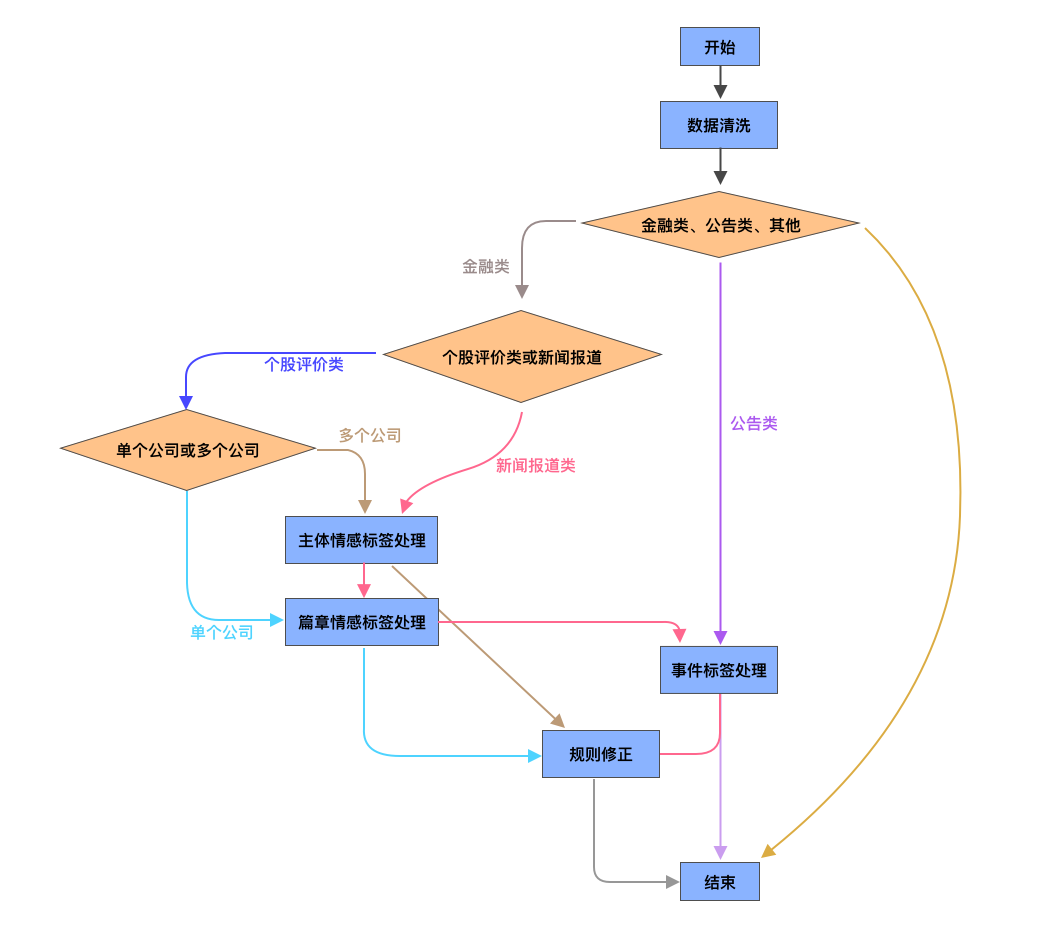 开始
数据清洗
金融类、公告类、其他
金融类
个股评价类或新闻报道
个股评价类
公告类
多个公司
单个公司或多个公司
新闻报道类
主体情感标签处理
篇章情感标签处理
单个公司
事件标签处理
规则修正
结束